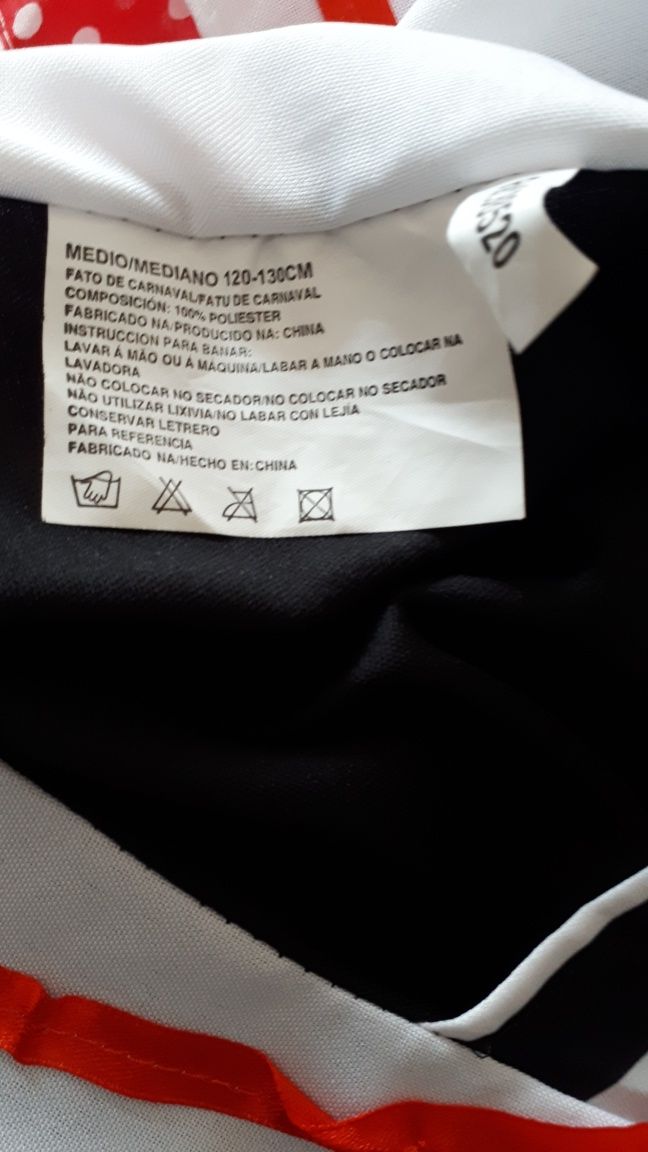 MEDIO/MEDIANO 120-130CM
FATO DE CARNAVAL/FATU DE CARNAVAL
COMPOSICIÓN: 100% POLIESTER
FABRICADO NA/PRODUCIDO NA: CHINA
INSTRUCCION PARA BANAR:
LAVAR Á MÃO OU Á MÁQUINA/LABAR A MANO O COLOCAR NA
LAVADORA
NÃO COLOCAR NO SECADOR/NO COLOCAR NO SECADOR
NÃO UTILIZAR LIXIVIA/NO LABAR CON LEJÍA
CONSERVAR LETRERO
PARA REFERENCIA
FABRICADO NA/HECHO EN: CHINA